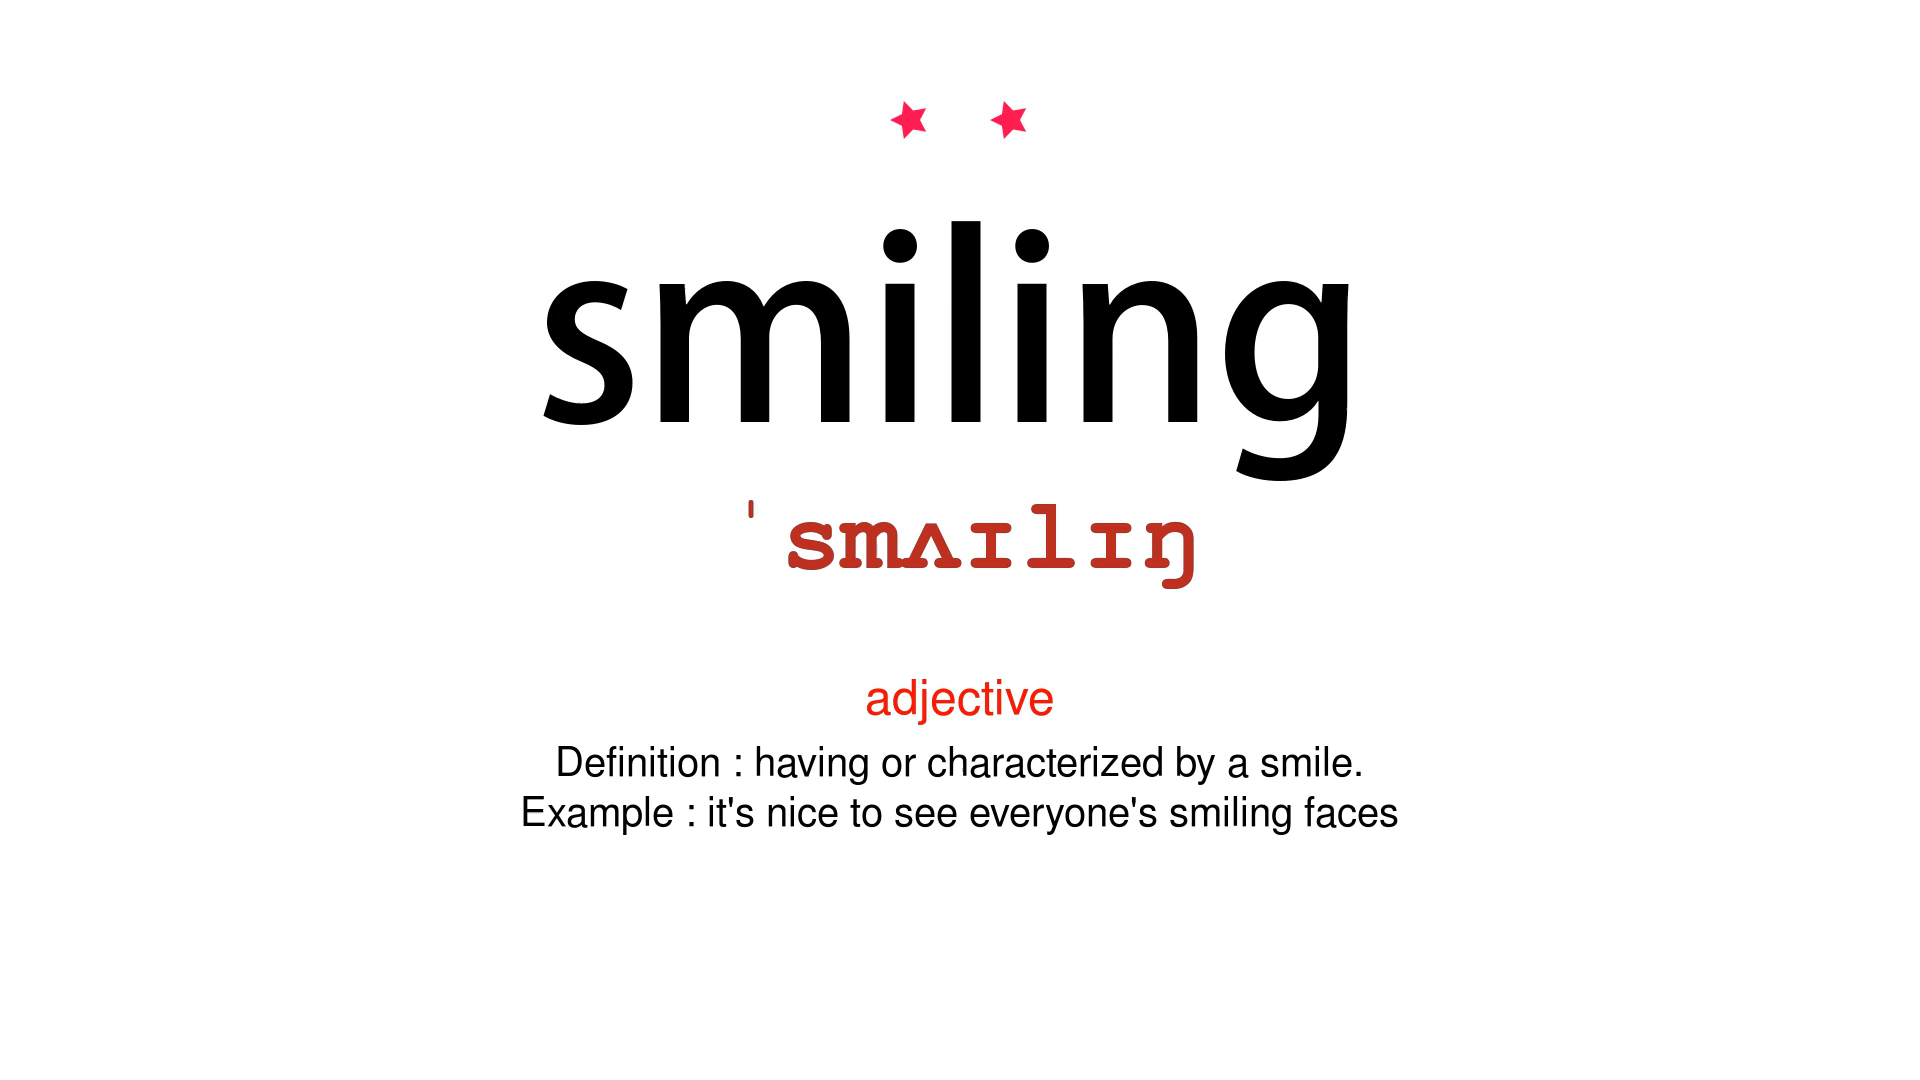 smiling
ˈsmʌɪlɪŋ
adjective
Definition : having or characterized by a smile.
Example : it's nice to see everyone's smiling faces